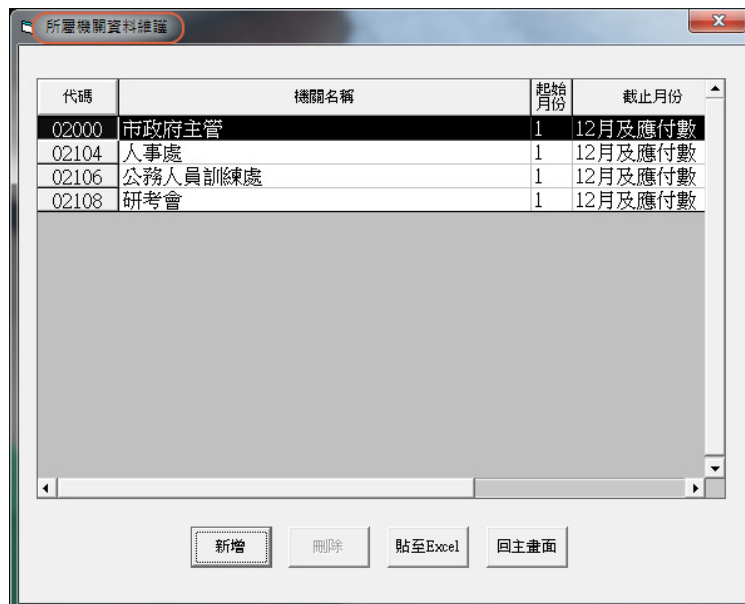 所屬機關資料維護
代碼 機關名稱 起始月份 截止月份
02000 市政府主管 1 12月及應付數
02104 人事處 1 12月及應付數
02106 公務人員訓練處 1 12月及應付數
02108 研考會 1 12月及應付數
新增 刪除 貼至Excel 回主畫面